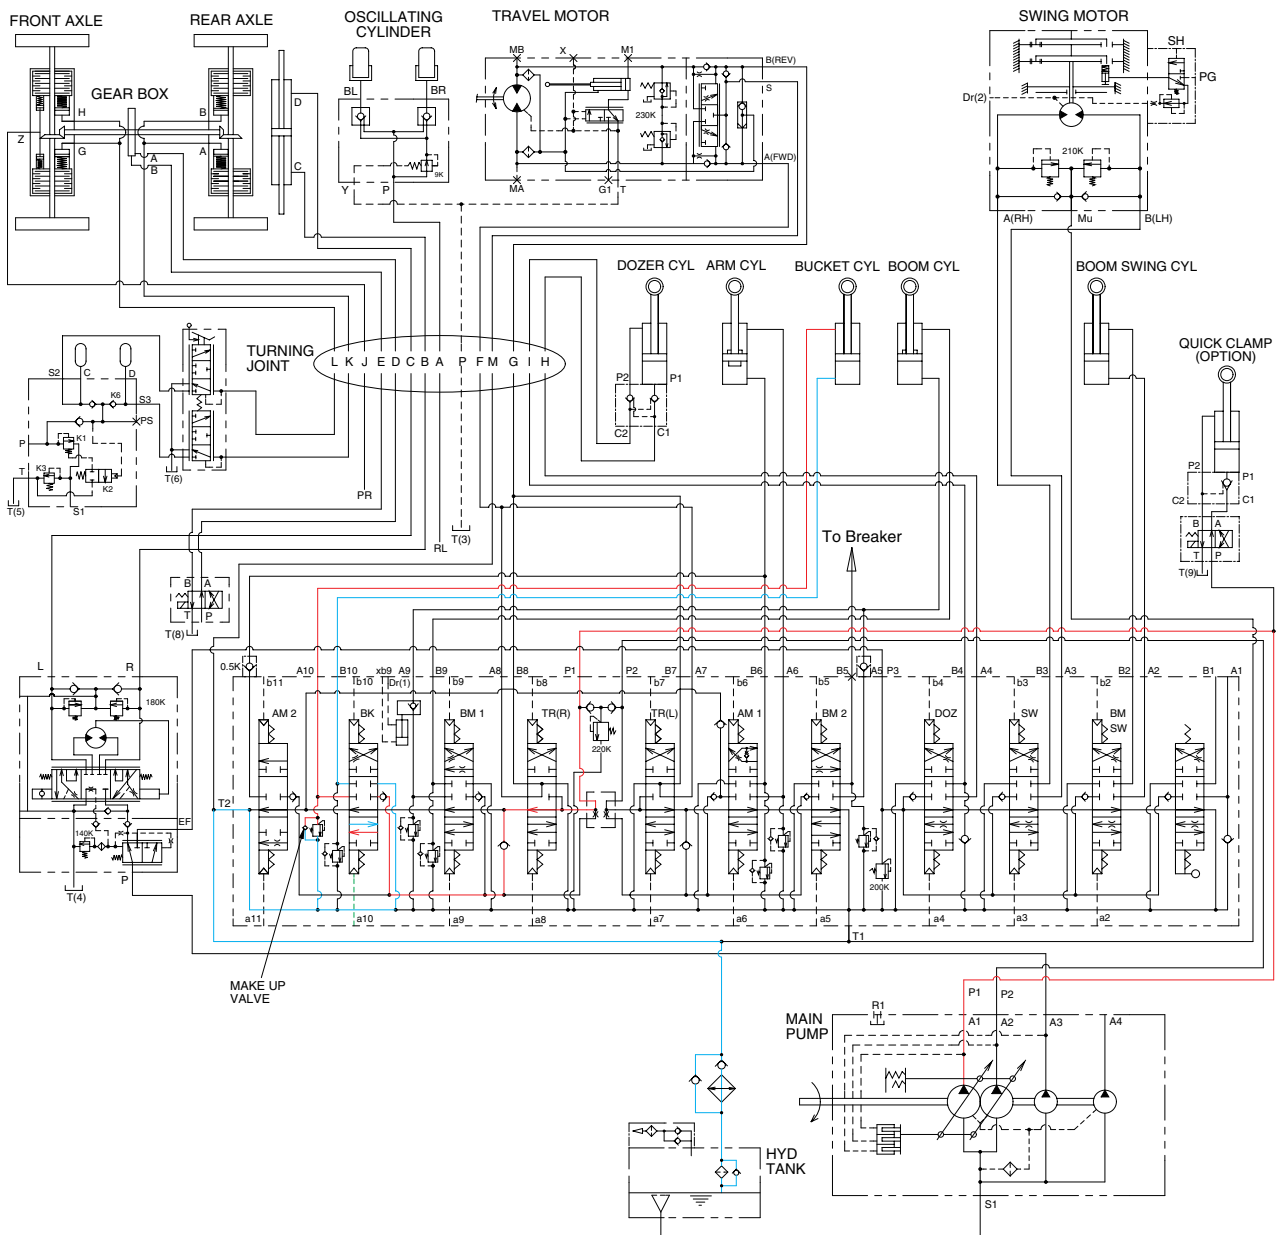 FRONT AXLE
REAR AXLE
OSCILLATING
CYLINDER
TRAVEL MOTOR
SWING MOTOR
MB
X
M1
B(REV)
SH
S
PG
GEAR BOX
BL
BR
Dr(2)
H
B
D
230K
Z
G
A
A
B
C
9K
210K
A(FWD)
Y
P
MA
G1
T
A(RH)
Mu
B(LH)
DOZER CYL
ARM CYL
BUCKET CYL
BOOM CYL
BOOM SWING CYL
QUICK CLAMP
(OPTION)
TURNING
JOINT
L K J E D C B A P F M G I H
S2
C
D
P2
P1
K6
S3
PS
P
K1
C2
C1
T
K3
K2
T(6)
T(5)
S1
PR
RL
T(3)
To Breaker
P2
P1
C2
C1
B
A
T
P
T(9)
B
A
T
P
T(8)
L
R
0.5K
A10
B10
xb9
A9
B9
A8
B8
P1
P2
B7
A7
B6
A6
B5
A5
P3
B4
A4
B3
A3
B2
A2
B1
A1
b11
b10
Dr(1)
b9
b8
b7
b6
b5
b4
b3
b2
180K
AM 2
BK
BM 1
TR(R)
TR(L)
AM 1
BM 2
DOZ
SW
BM
SW
220K
T2
EF
140K
P
T(4)
200K
a11
a10
a9
a8
a7
a6
a5
a4
a3
a2
T1
MAKE UP
VALVE
P1
P2
R1
MAIN
PUMP
A1
A2
A3
A4
HYD
TANK
S1